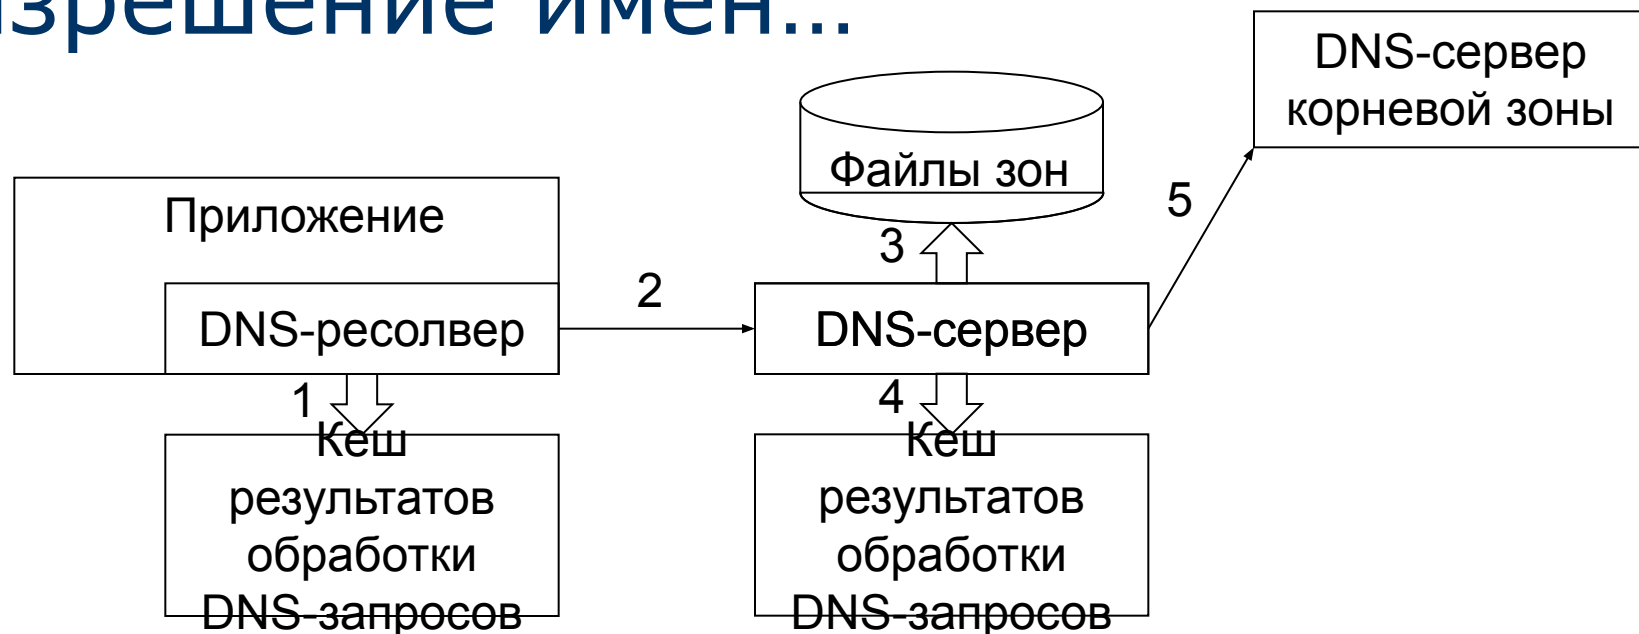 зрешение имен...
DNS-сервер
корневой зоны
Файлы зон
5
Приложение
3
2
DNS-ресолвер
DNS-сервер
1
4
Кеш
результатов
обработки
DNS-запросов
Кеш
результатов
обработки
DNS-запросов